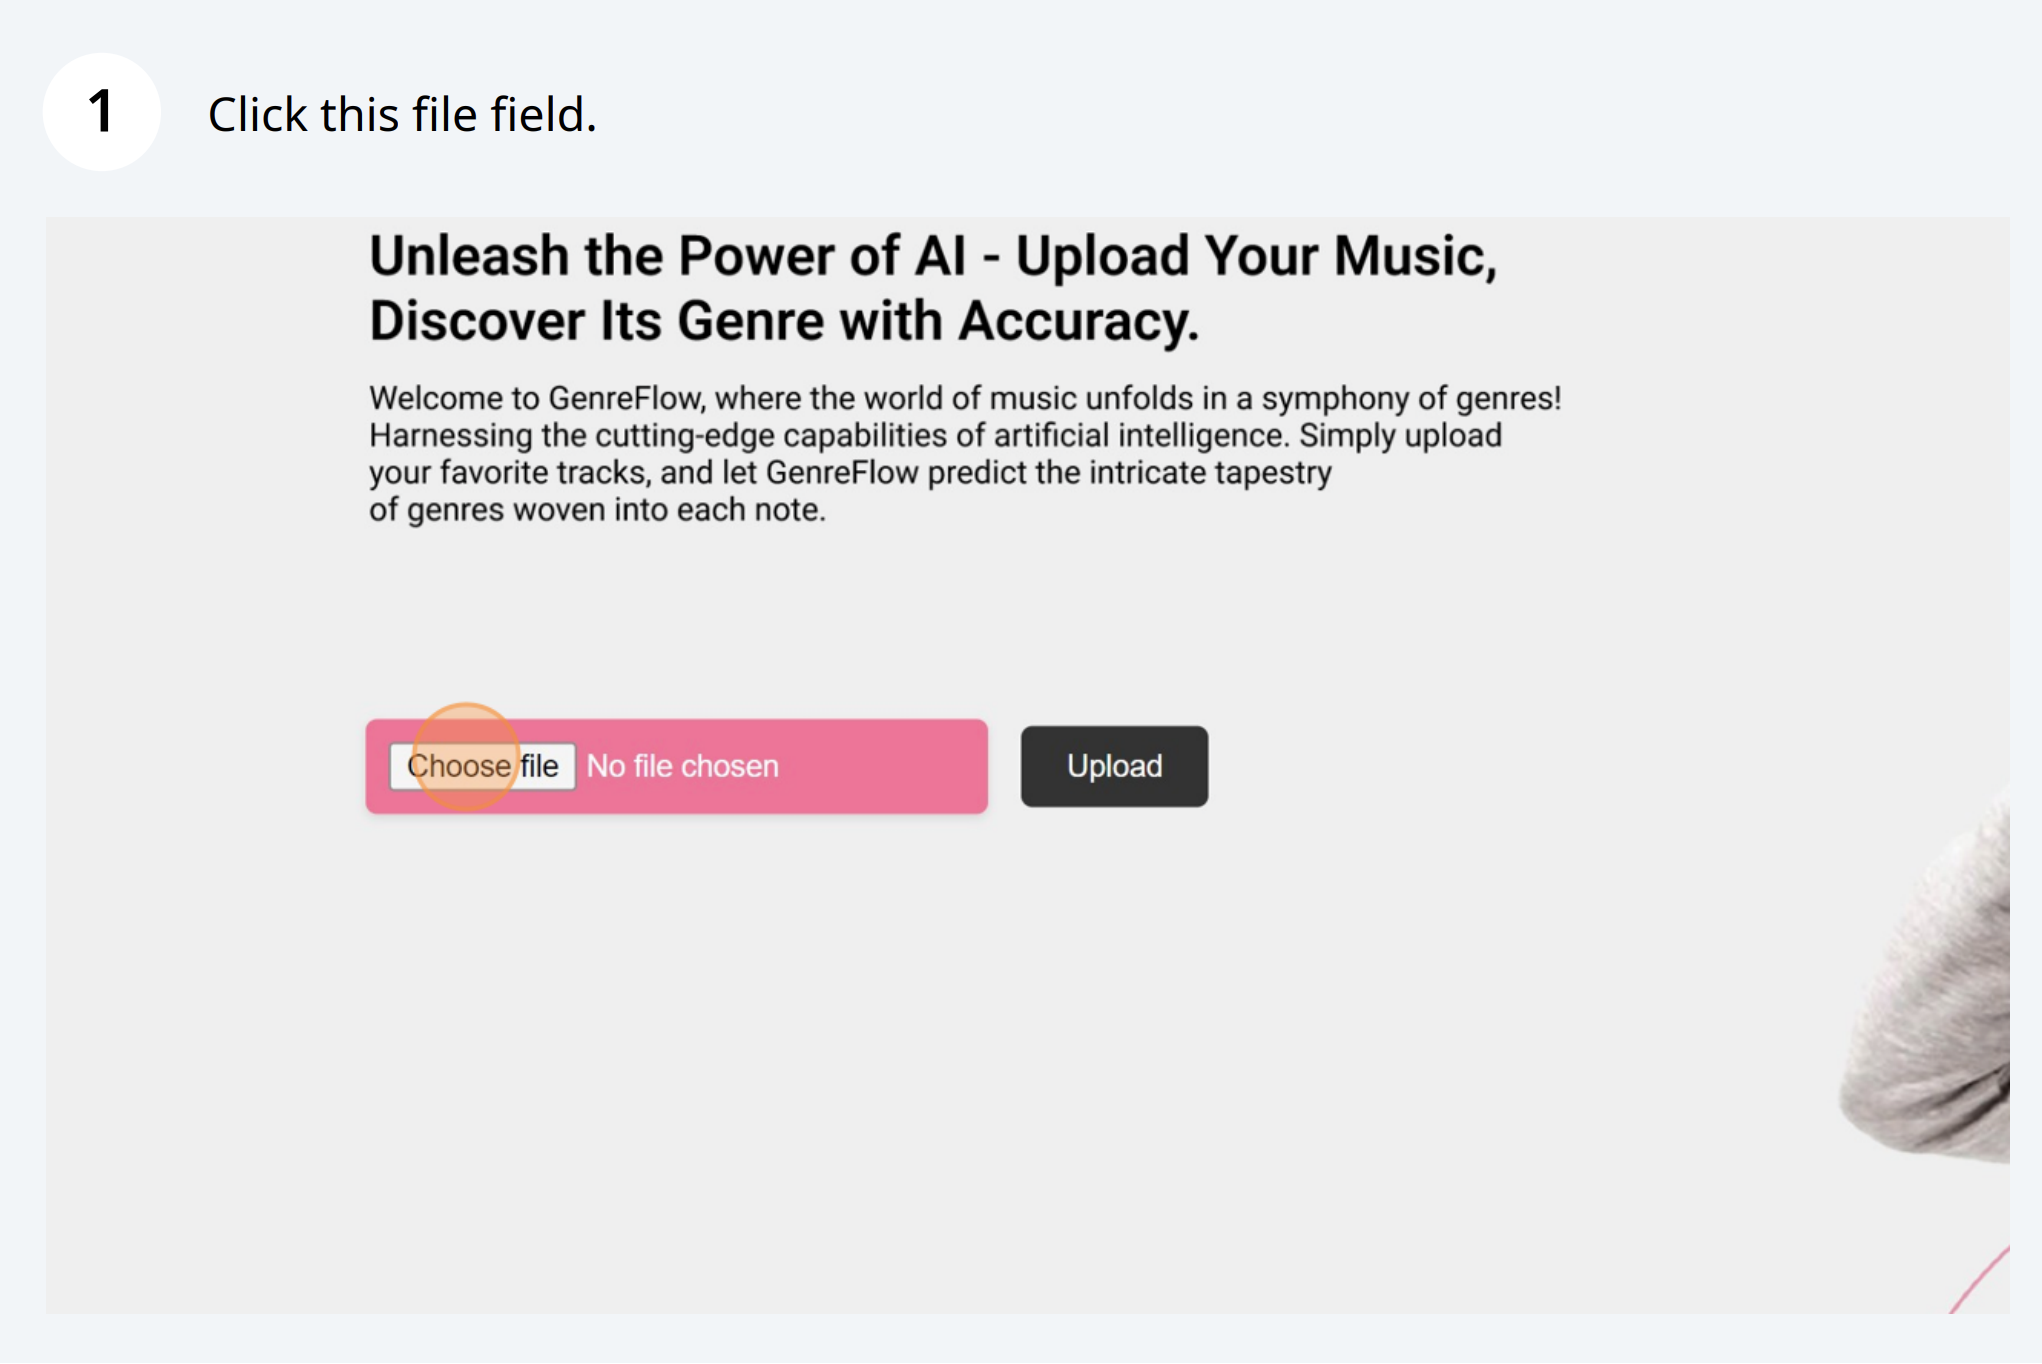 1
Click this file field.
Unleash the Power of AI - Upload Your Music,
Discover Its Genre with Accuracy.
Welcome to GenreFlow, where the world of music unfolds in a symphony of genres!
Harnessing the cutting-edge capabilities of artificial intelligence. Simply upload
your favorite tracks, and let GenreFlow predict the intricate tapestry
of genres woven into each note.
Choose file No file chosen
Upload